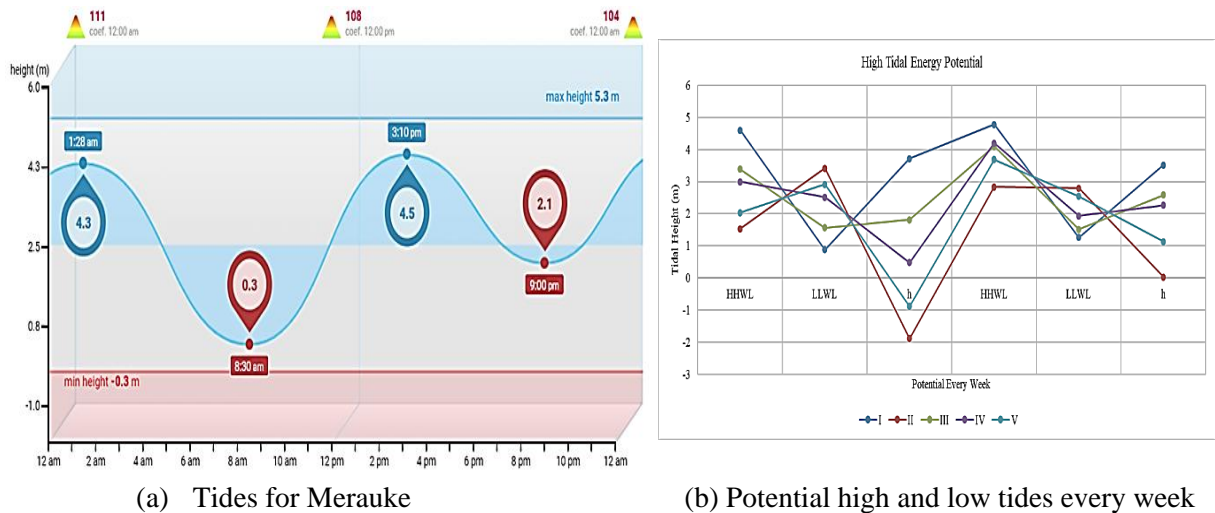 111
coef. 12:00 am
108
coef. 12:00 pm
104
coef. 12:00 am
height (m)
6.0
max height 5.3 m
1:28 am
3:10 pm
4.3
4.3
4.5
2.1
2.5
0.3
9:00 pm
0.8
8:30 am
min height -0.3 m
-1.0
12 am 2 am 4 am 6 am 8 am 10 am 12 am 2 pm 4 pm 6 pm 8 pm 10 pm 12 am
(a) Tides for Merauke
High Tidal Energy Potential
Tidal Height (m)
6
5
4
3
2
1
0
-1
-2
-3
HHWL LLWL h HHWL LLWL h
Potential Every Week
I II III IV V
(b) Potential high and low tides every week